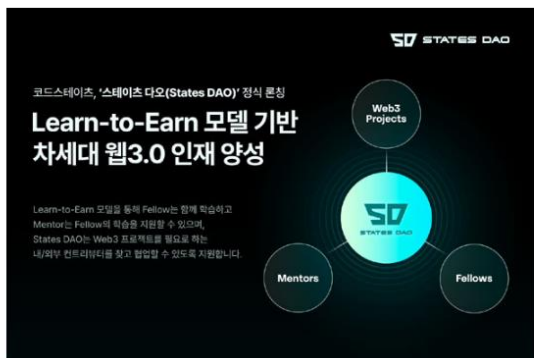 STATES DAO
코드스테이츠, '스테이츠 다오(States DAO)' 정식 론칭
Learn-to-Earn 모델 기반
차세대 웹3.0 인재 양성
Learn-to-Earn 모델을 통해 Fellow는 함께 학습하고
Mentor는 Fellow의 학습을 지원할 수 있으며,
States DAO는 Web3 프로젝트를 필요로 하는
내/외부 컨트리뷰터를 찾고 협업할 수 있도록 지원합니다.
Web3
Projects
STATES DAO
Mentors
Fellows